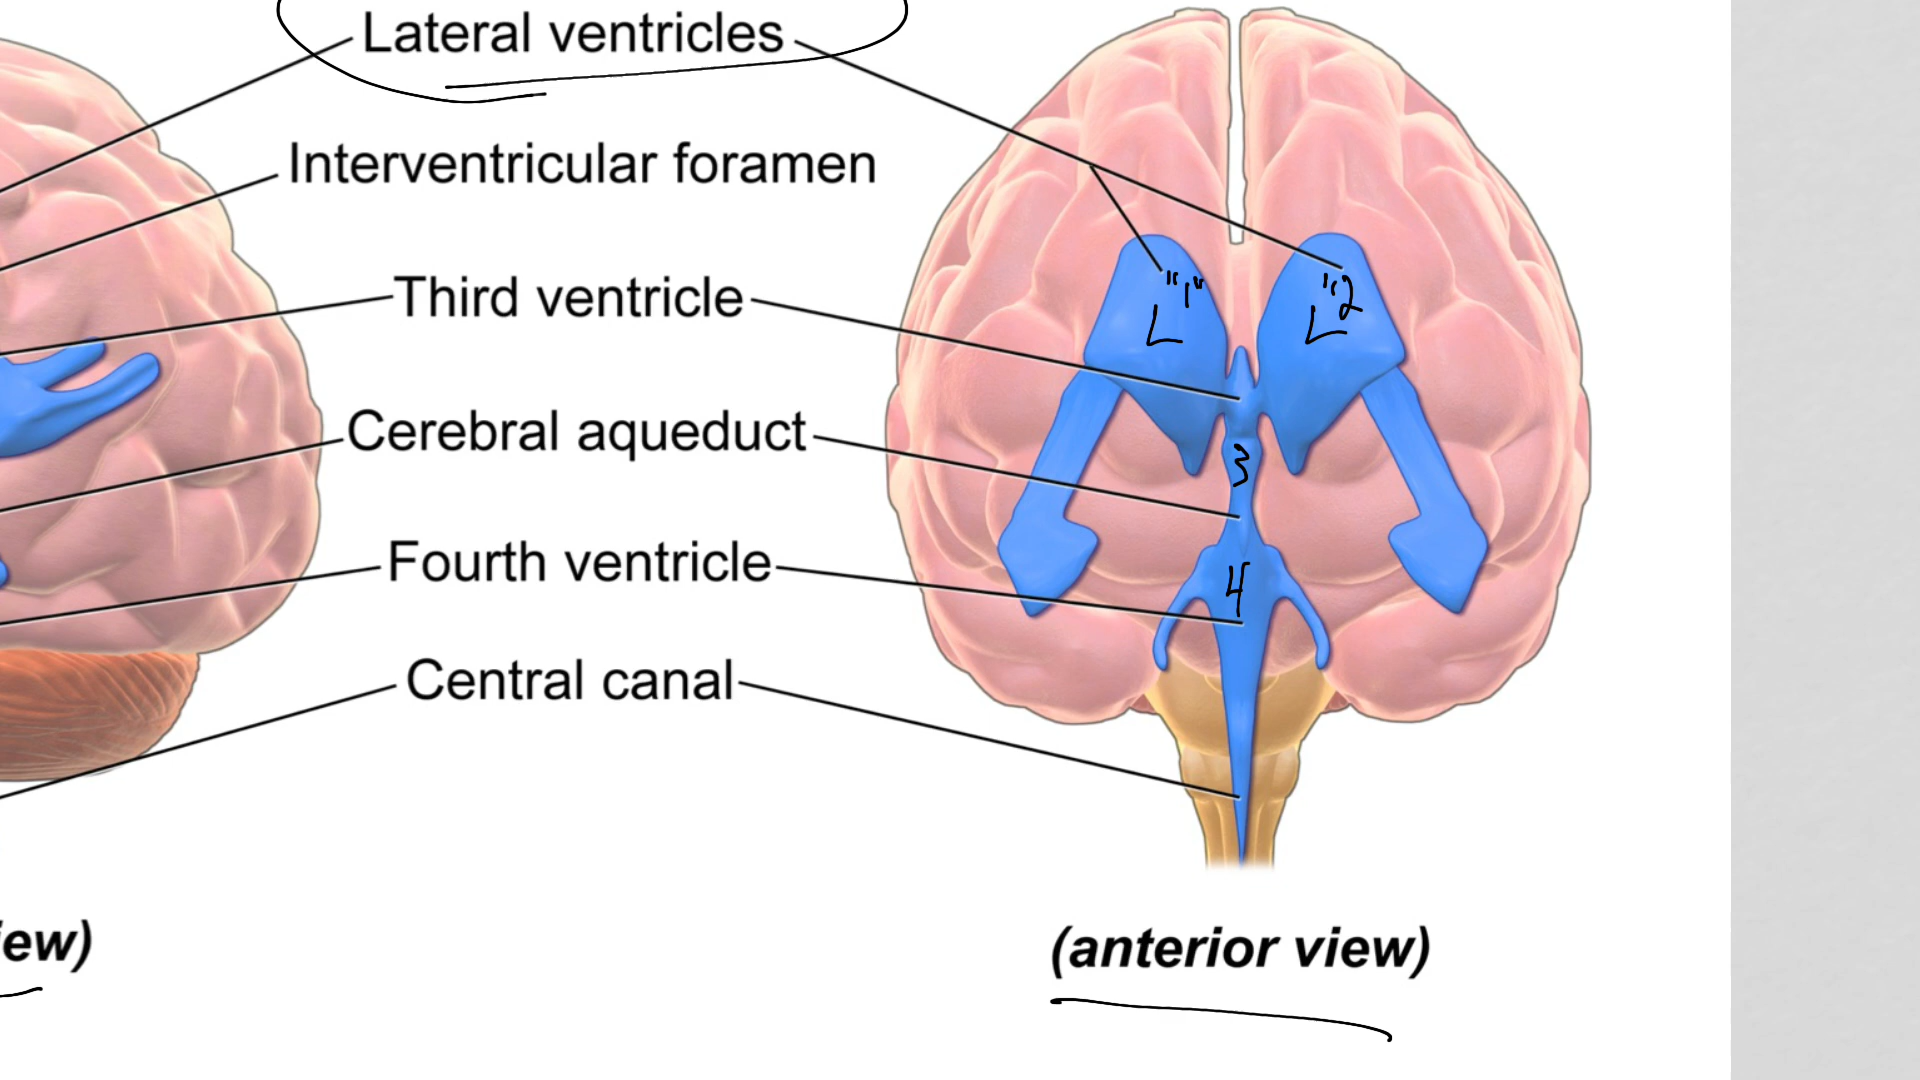 Lateral ventricles
Interventricular foramen
Third ventricle
Cerebral aqueduct
Fourth ventricle
Central canal
"1"
L
"2
L
3
4
iew)
(anterior view)